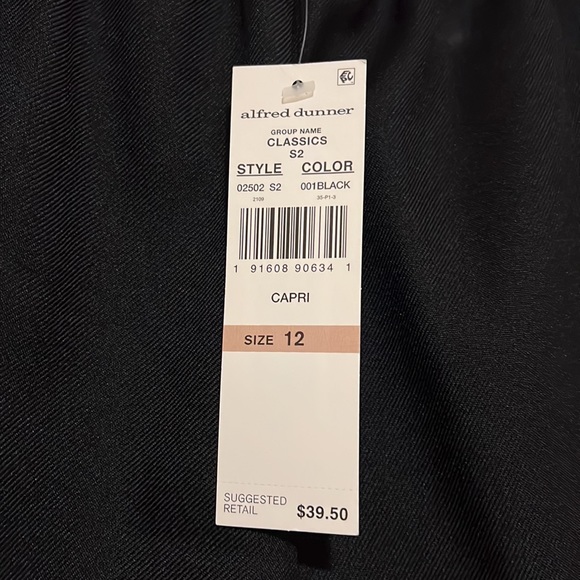 alfred dunner
GROUP NAME
CLASSICS
S2
STYLE COLOR
02502 S2 001BLACK
2109 30-P1-3
1 91608 90634 1
CAPRI
SIZE 12
SUGGESTED
RETAIL $39.50